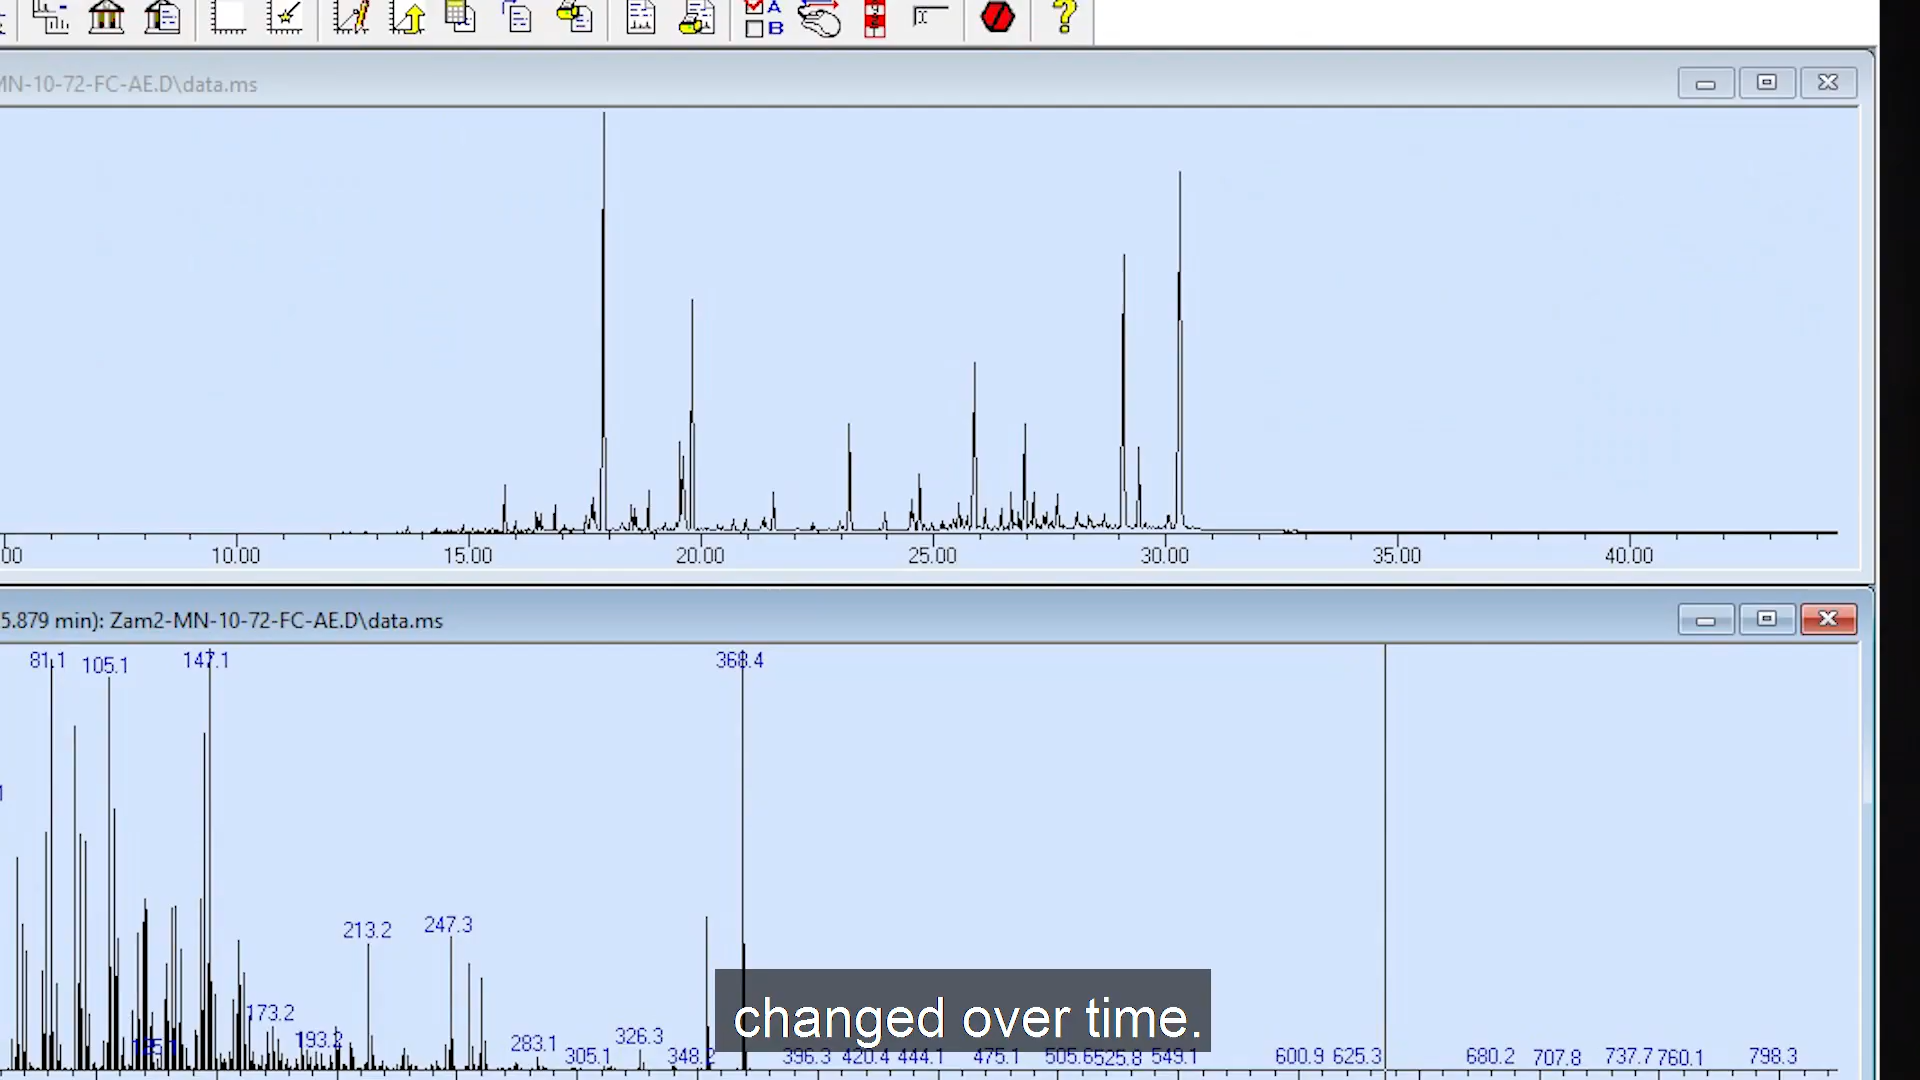 A
B
MN-10-72-FC-AE.D\data.ms
00 10.00 15.00 20.00 25.00 30.00 35.00 40.00
5.879 min): Zam2-MN-10-72-FC-AE.D\data.ms
81.1 105.1 147.1 368.4
213.2 247.3
173.2
193.2 283.1 326.3
305.1 348.2 396.3 420.4 444.1 475.1 505.6 525.8 549.1 600.9 625.3 680.2 707.8 737.7 760.1 798.3
changed over time.